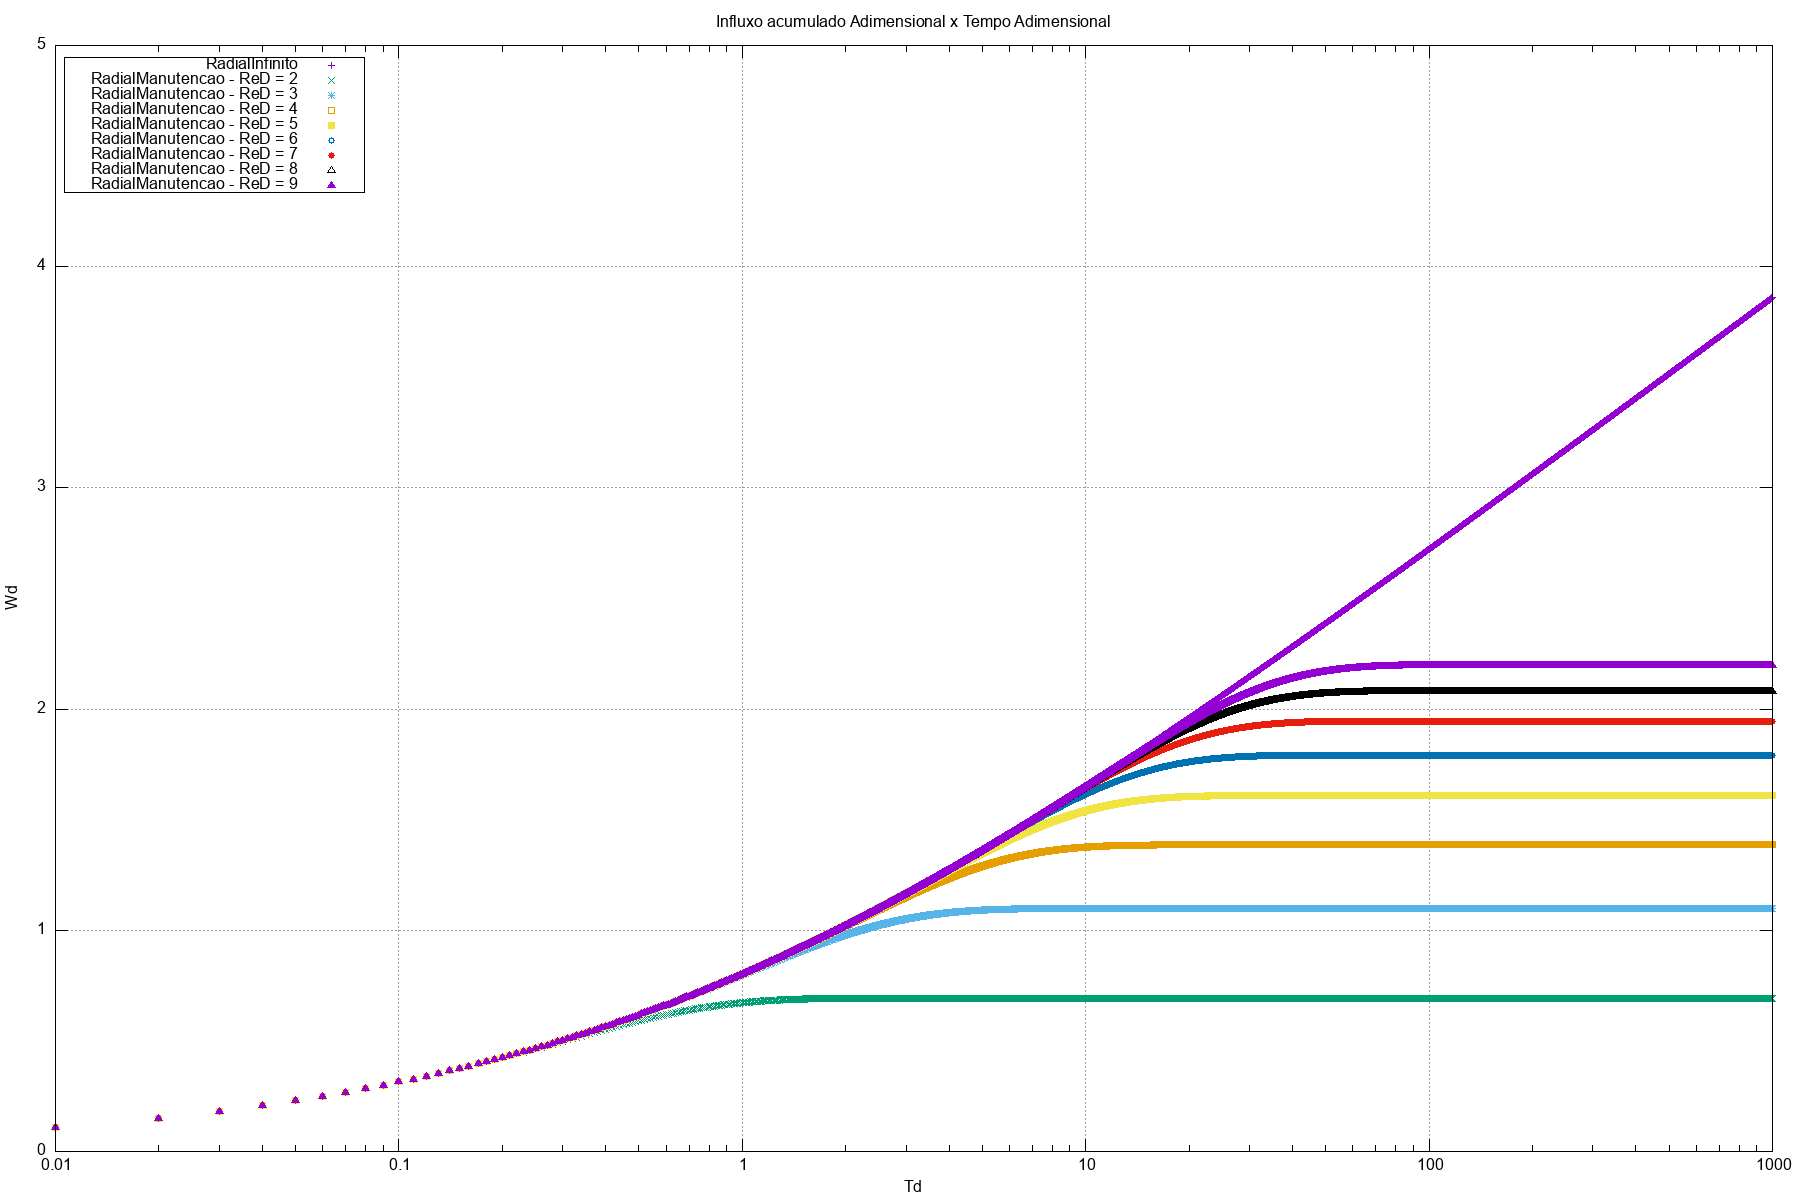 Influxo acumulado Adimensional x Tempo Adimensional
5
RadialInfinito
RadialManutencao - ReD = 2
RadialManutencao - ReD = 3
RadialManutencao - ReD = 4
RadialManutencao - ReD = 5
RadialManutencao - ReD = 6
RadialManutencao - ReD = 7
RadialManutencao - ReD = 8
RadialManutencao - ReD = 9
4
3
Wd
2
1
0
0.01 0.1 1 10 100 1000
Td